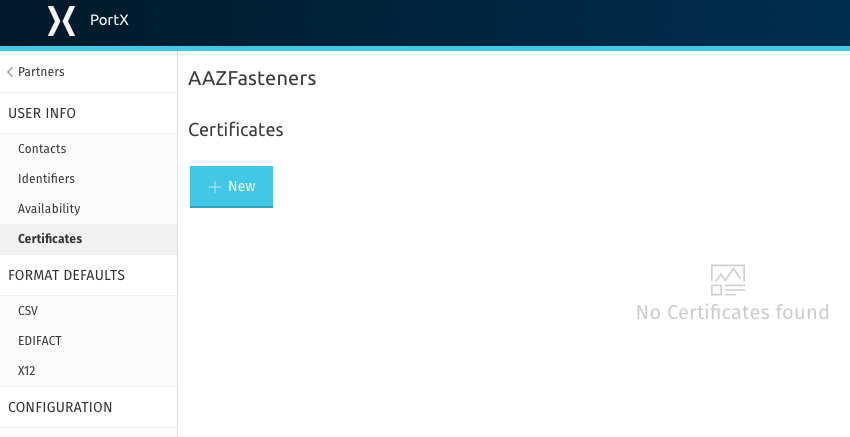 PortX
Partners
USER INFO
Contacts
Identifiers
Availability
Certificates
FORMAT DEFAULTS
CSV
EDIFACT
X12
CONFIGURATION
AAZFasteners
Certificates
New
No Certificates found